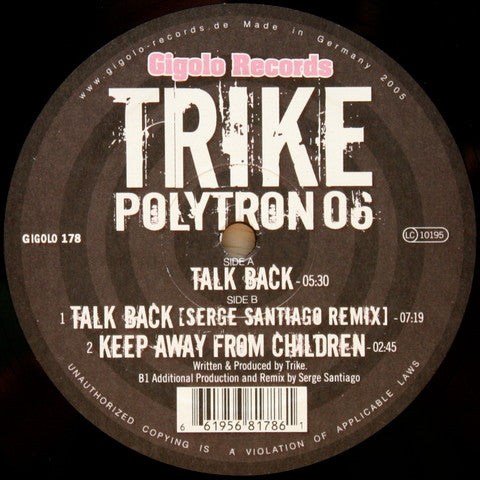 www.gigolo-records.de Made in Germany 2005
Gigolo Records
TRIKE
POLYTRON 06
GIGOLO 178
LC 10195
SIDE A
TALK BACK - 05:30
SIDE B
1 TALK BACK [SERGE SANTIAGO REMIX] - 07:19
2 KEEP AWAY FROM CHILDREN - 02:45
Written & Produced by Trike.
B1 Additional Production and Remix by Serge Santiago
6 61956 81786 1
UNAUTHORIZED COPYING IS A VIOLATION OF APPLICABLE LAWS